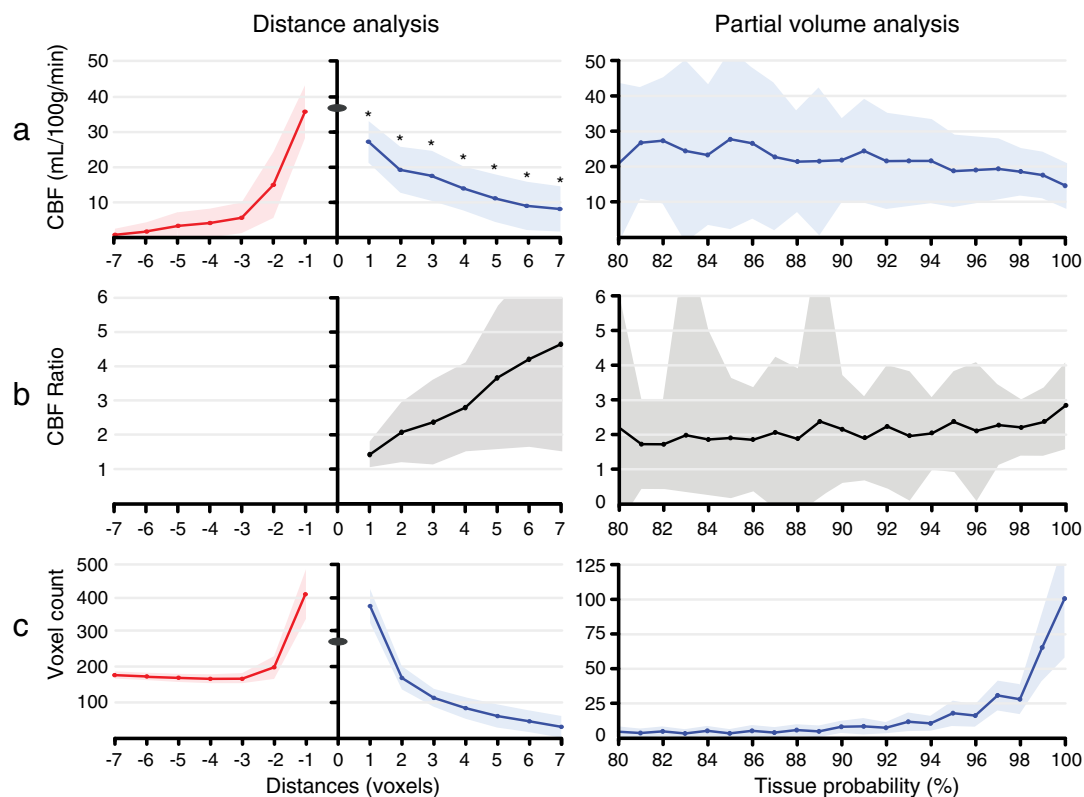 Distance analysis
Partial volume analysis
a
CBF (mL/100g/min)
50
40
30
20
10
* * * * * * *
-7 -6 -5 -4 -3 -2 -1 0 1 2 3 4 5 6 7
50
40
30
20
10
80 82 84 86 88 90 92 94 96 98 100
b
CBF Ratio
6
5
4
3
2
1
-7 -6 -5 -4 -3 -2 -1 0 1 2 3 4 5 6 7
6
5
4
3
2
1
0
80 82 84 86 88 90 92 94 96 98 100
c
Voxel count
500
400
300
200
100
-7 -6 -5 -4 -3 -2 -1 0 1 2 3 4 5 6 7
Distances (voxels)
125
100
75
50
25
0
80 82 84 86 88 90 92 94 96 98 100
Tissue probability (%)